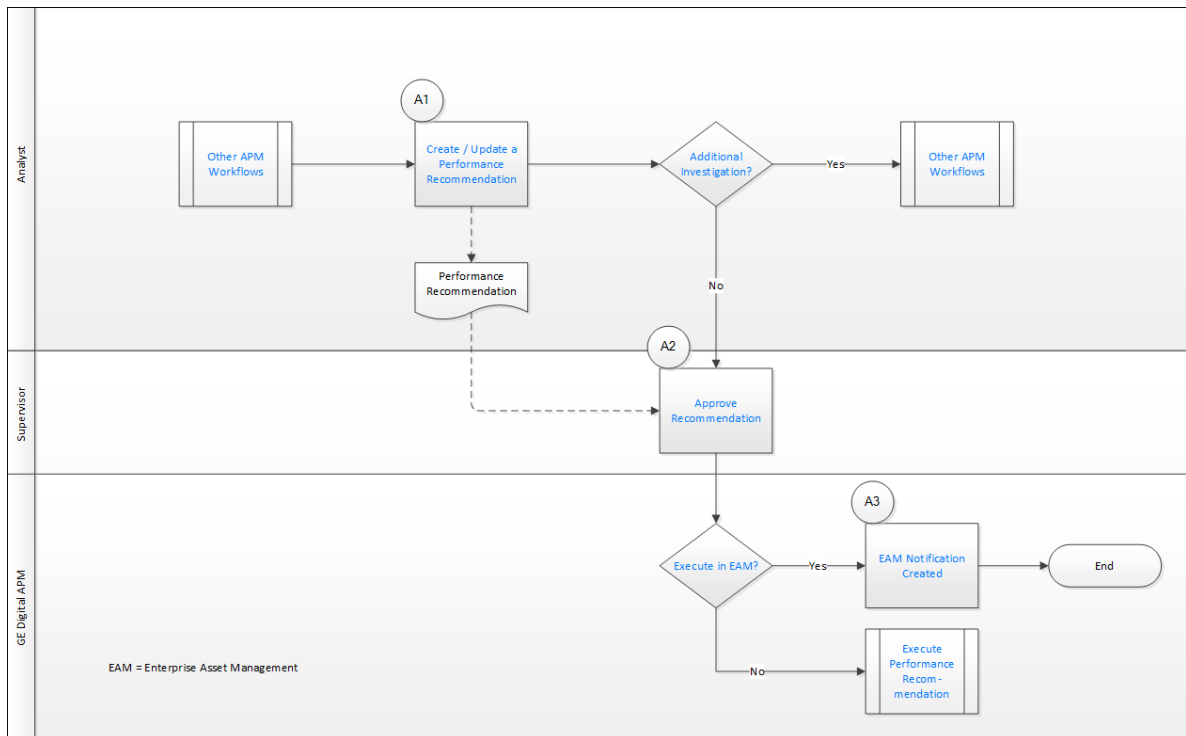 Analyst
A1
Other APM
Workflows
Create / Update a
Performance
Recommendation
Additional
Investigation?
Yes
Other APM
Workflows
Performance
Recommendation
No
Supervisor
A2
Approve
Recommendation
GE Digital APM
A3
Execute in EAM?
Yes
EAM Notification
Created
End
EAM = Enterprise Asset Management
No
Execute
Performance
Recom-
mendation